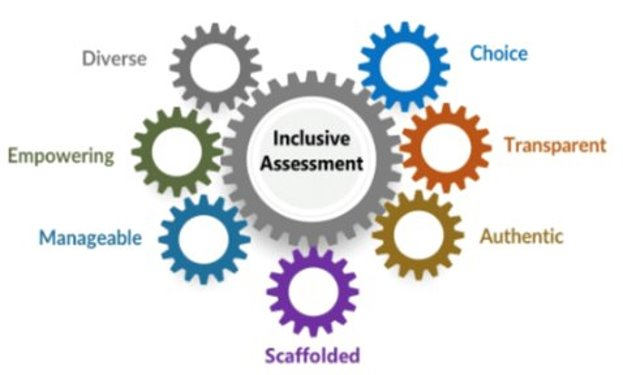 Diverse
Choice
Inclusive
Assessment
Empowering
Transparent
Manageable
Authentic
Scaffolded